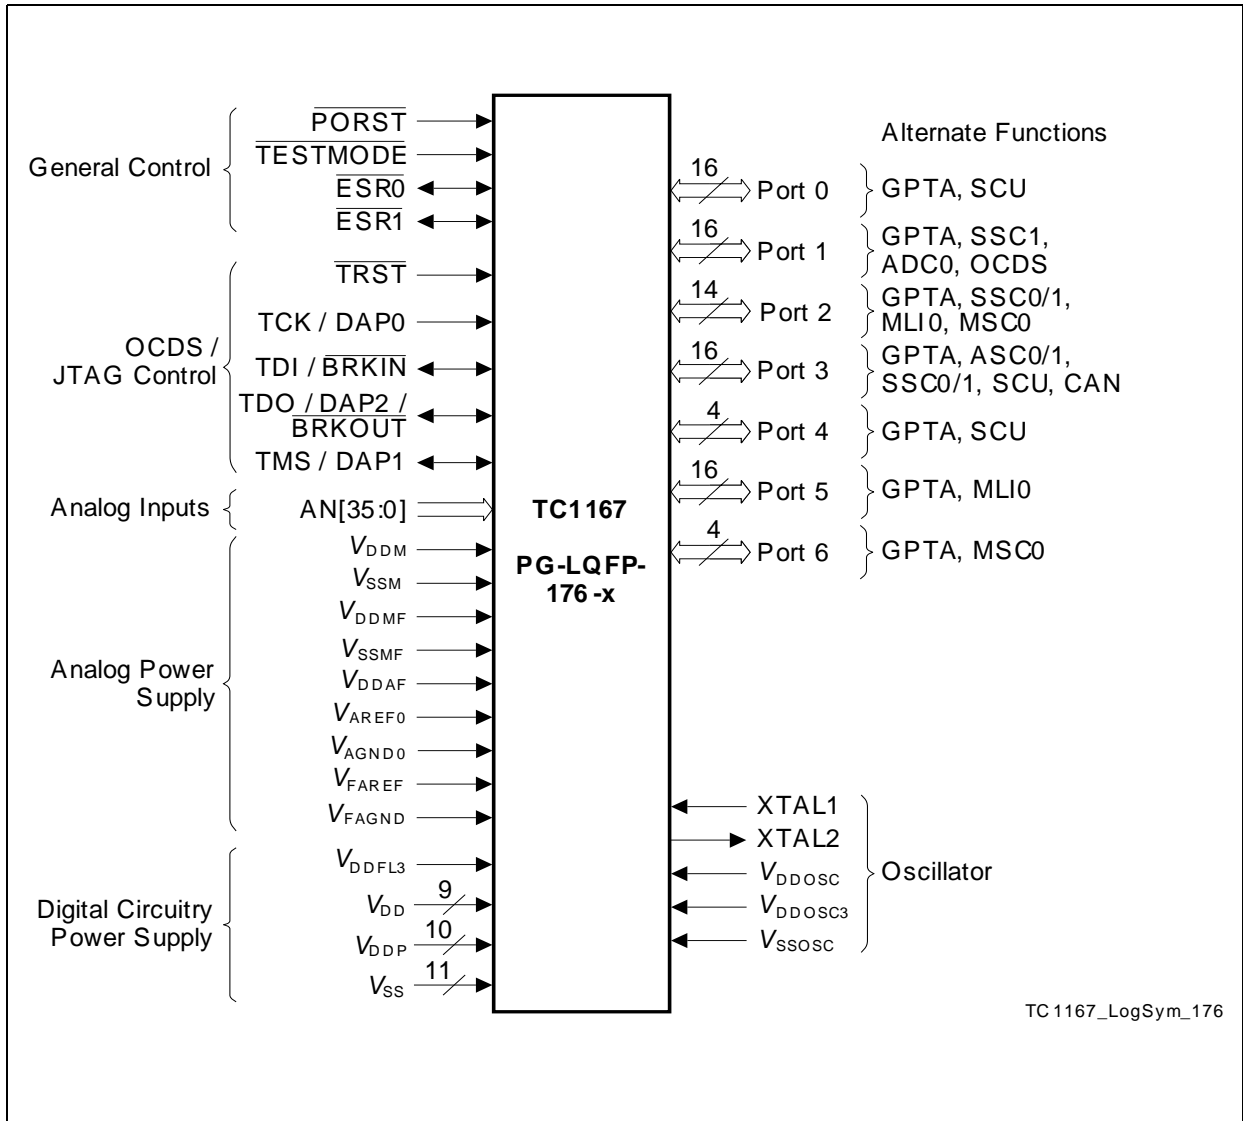 General Control
PORST
TESTMODE
ESR0
ESR1
OCDS /
JTAG Control
TRST
TCK / DAP0
TDI / BRKIN
TDO / DAP2 /
BRKOUT
TMS / DAP1
Analog Inputs
AN[35:0]
Analog Power
Supply
VDDM
VSSM
VDDMF
VSSMF
VDDAF
VAREF0
VAGND0
VFAREF
VFAGND
Digital Circuitry
Power Supply
VDDFL3
VDD 9
VDDP 10
VSS 11
TC1167
PG-LQFP-
176-x
Alternate Functions
16 Port 0
GPTA, SCU
16 Port 1
GPTA, SSC1,
ADC0, OCDS
14 Port 2
GPTA, SSC0/1,
MLI0, MSC0
16 Port 3
GPTA, ASC0/1,
SSC0/1, SCU, CAN
4 Port 4
GPTA, SCU
16 Port 5
GPTA, MLI0
4 Port 6
GPTA, MSC0
XTAL1
XTAL2
VDDOSC
VDDOSC3
VSSOSC
Oscillator
TC1167_LogSym_176